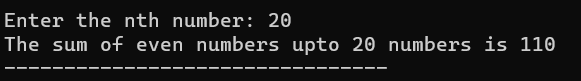 Enter the nth number: 20
The sum of even numbers upto 20 numbers is 110
--------------------------------